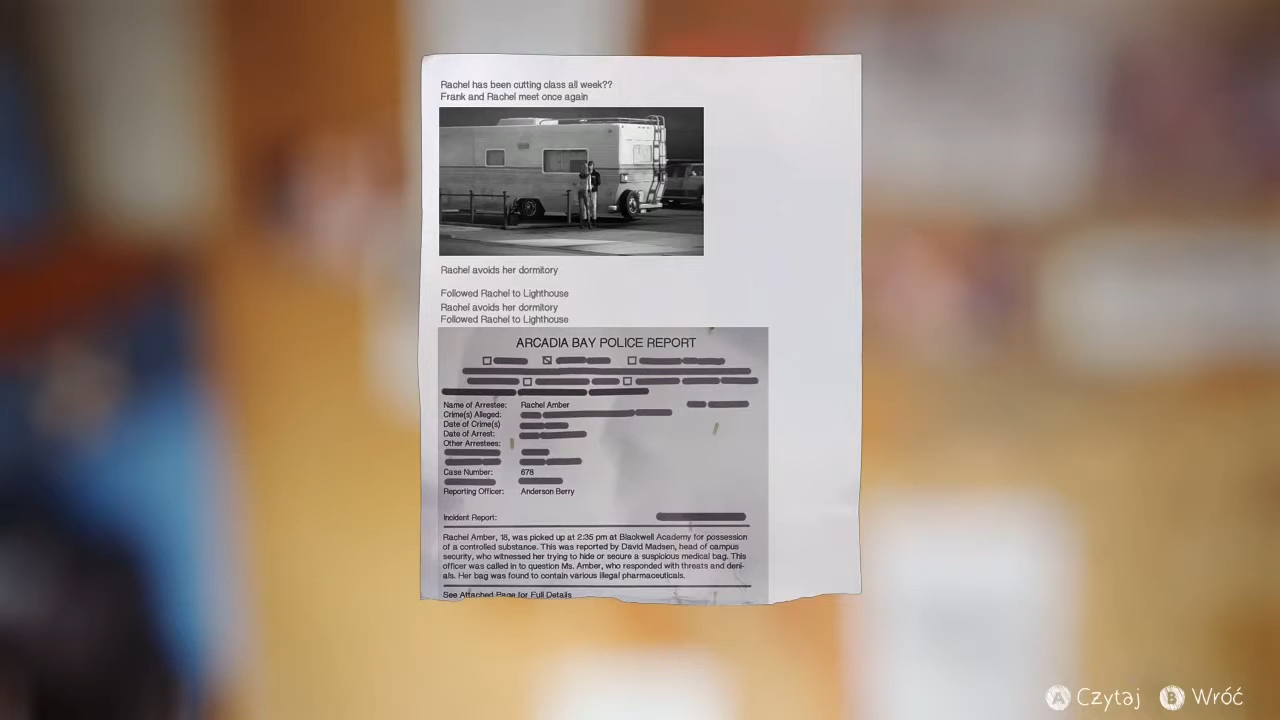 Rachel has been cutting class all week??
Frank and Rachel meet once again
Rachel avoids her dormitory
Followed Rachel to Lighthouse
Rachel avoids her dormitory
Followed Rachel to Lighthouse
ARCADIA BAY POLICE REPORT
Name of Arrestee: Rachel Amber
Crime(s) Alleged:
Date of Crime(s)
Date of Arrest:
Other Arrestees:
Case Number: 678
Reporting Officer: Anderson Berry
Incident Report:
Rachel Amber, 18, was picked up at 2:35 pm at Blackwell Academy for possession
of a controlled substance. This was reported by David Madsen, head of campus
security, who witnessed her trying to hide or secure a suspicious medical bag. This
officer was called in to question Ms. Amber, who responded with threats and deni-
als. Her bag was found to contain various illegal pharmaceuticals.
See Attached Page for Full Details
A Czytaj B Wróć